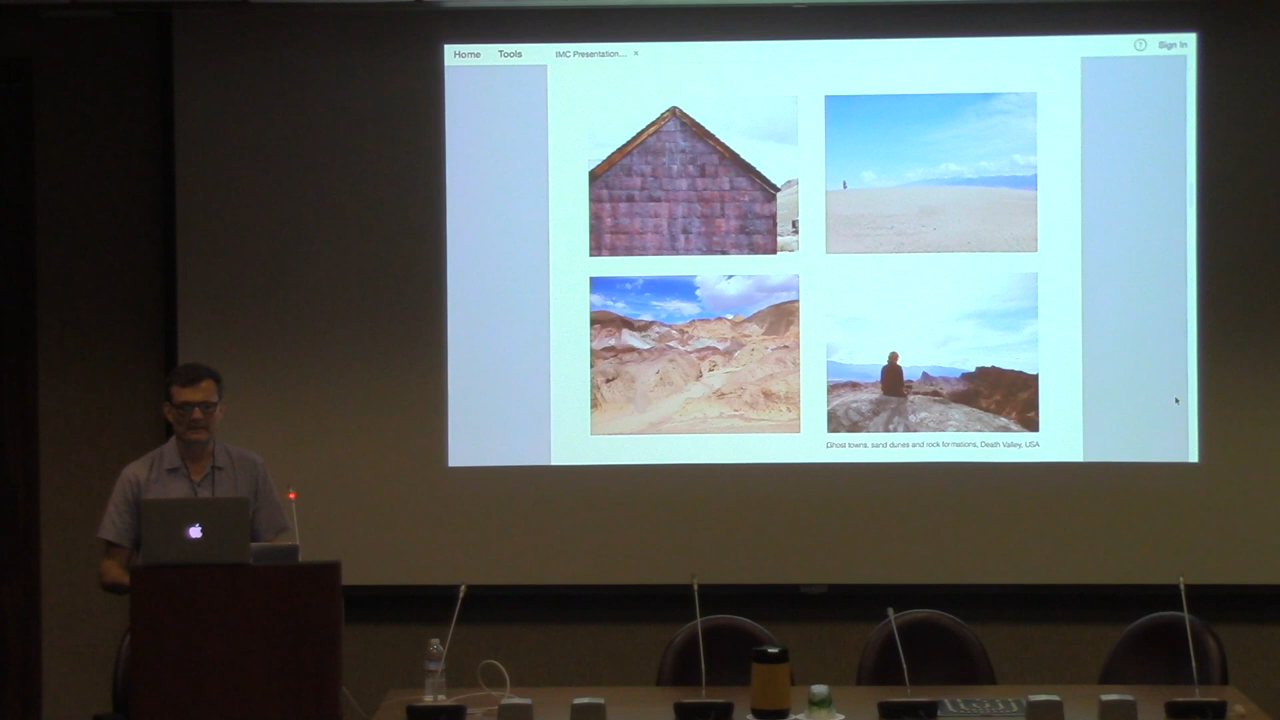 Home Tools IMC Presentation... × ? Sign In
Ghost towns, sand dunes and rock formations, Death Valley, USA